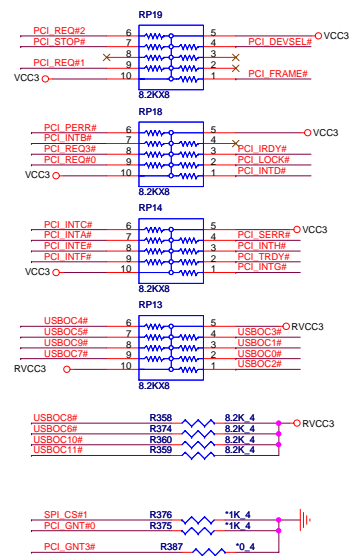 RP19
PCI_REQ#2 6 5 VCC3
PCI_STOP# 7 4 PCI_DEVSEL#
8 3
PCI_REQ#1 9 2
VCC3 10 1 PCI_FRAME#
8.2KX8
RP18
PCI_PERR# 6 5 VCC3
PCI_INTB# 7 4
PCI_REQ3# 8 3 PCI_IRDY#
PCI_REQ#0 9 2 PCI_LOCK#
VCC3 10 1 PCI_INTD#
8.2KX8
RP14
PCI_INTC# 6 5 VCC3
PCI_INTA# 7 4 PCI_SERR#
PCI_INTE# 8 3 PCI_INTH#
PCI_INTF# 9 2 PCI_TRDY#
VCC3 10 1 PCI_INTG#
8.2KX8
RP13
USBOC4# 6 5 RVCC3
USBOC5# 7 4 USBOC3#
USBOC9# 8 3 USBOC1#
USBOC7# 9 2 USBOC0#
RVCC3 10 1 USBOC2#
8.2KX8
USBOC8# R358 8.2K_4 RVCC3
USBOC6# R374 8.2K_4
USBOC10# R360 8.2K_4
USBOC11# R359 8.2K_4
SPI_CS#1 R376 *1K_4
PCI_GNT#0 R375 *1K_4
PCI_GNT3# R387 *0_4